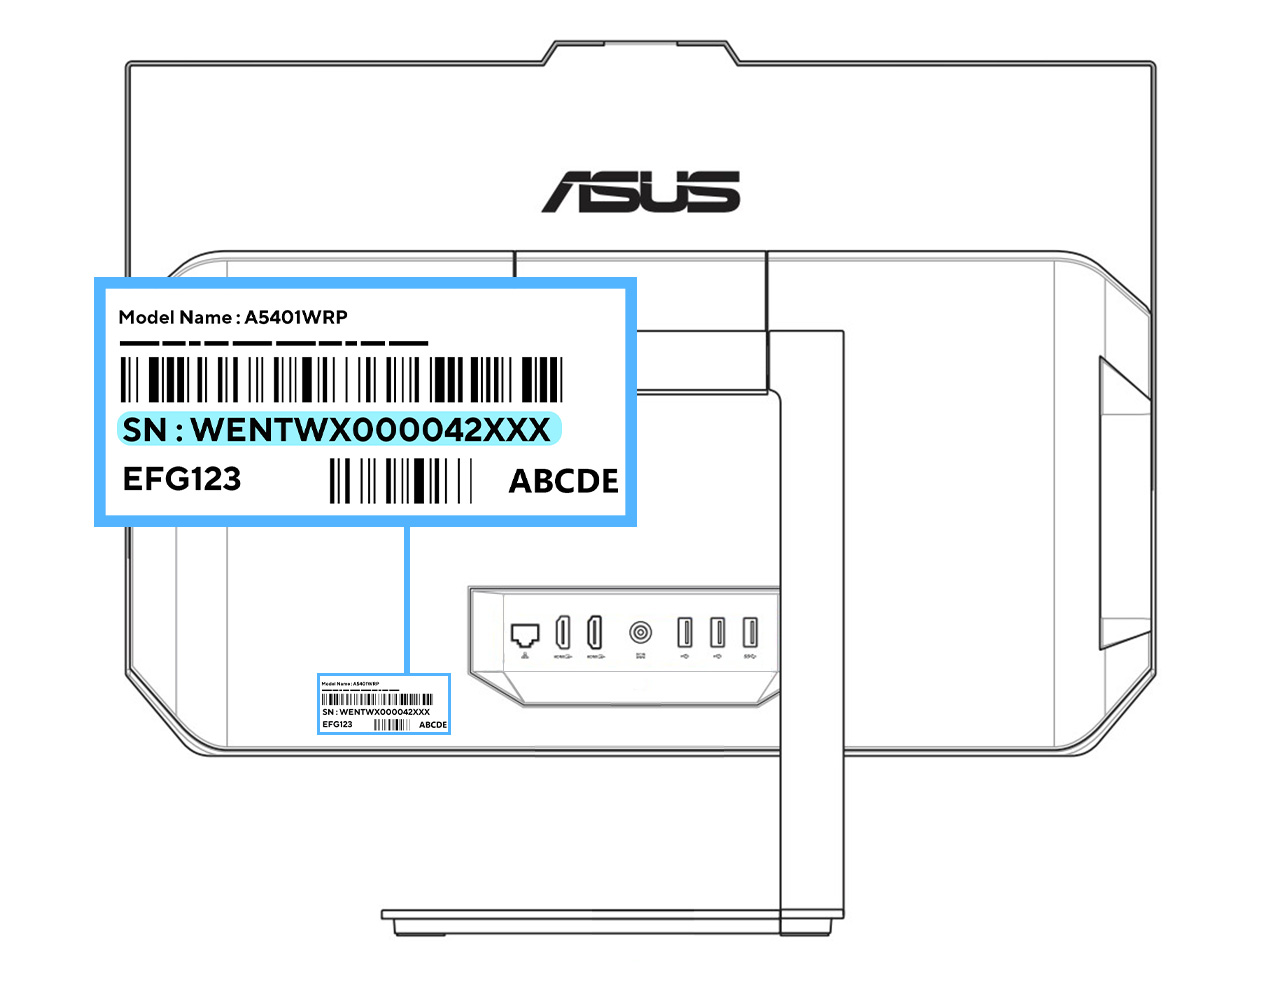 ASUS
Model Name : A5401WRP
SN : WENTWX000042XXX
EFG123 ABCDE
Model Name : A5401WRP
SN : WENTWX000042XXX
EFG123 ABCDE